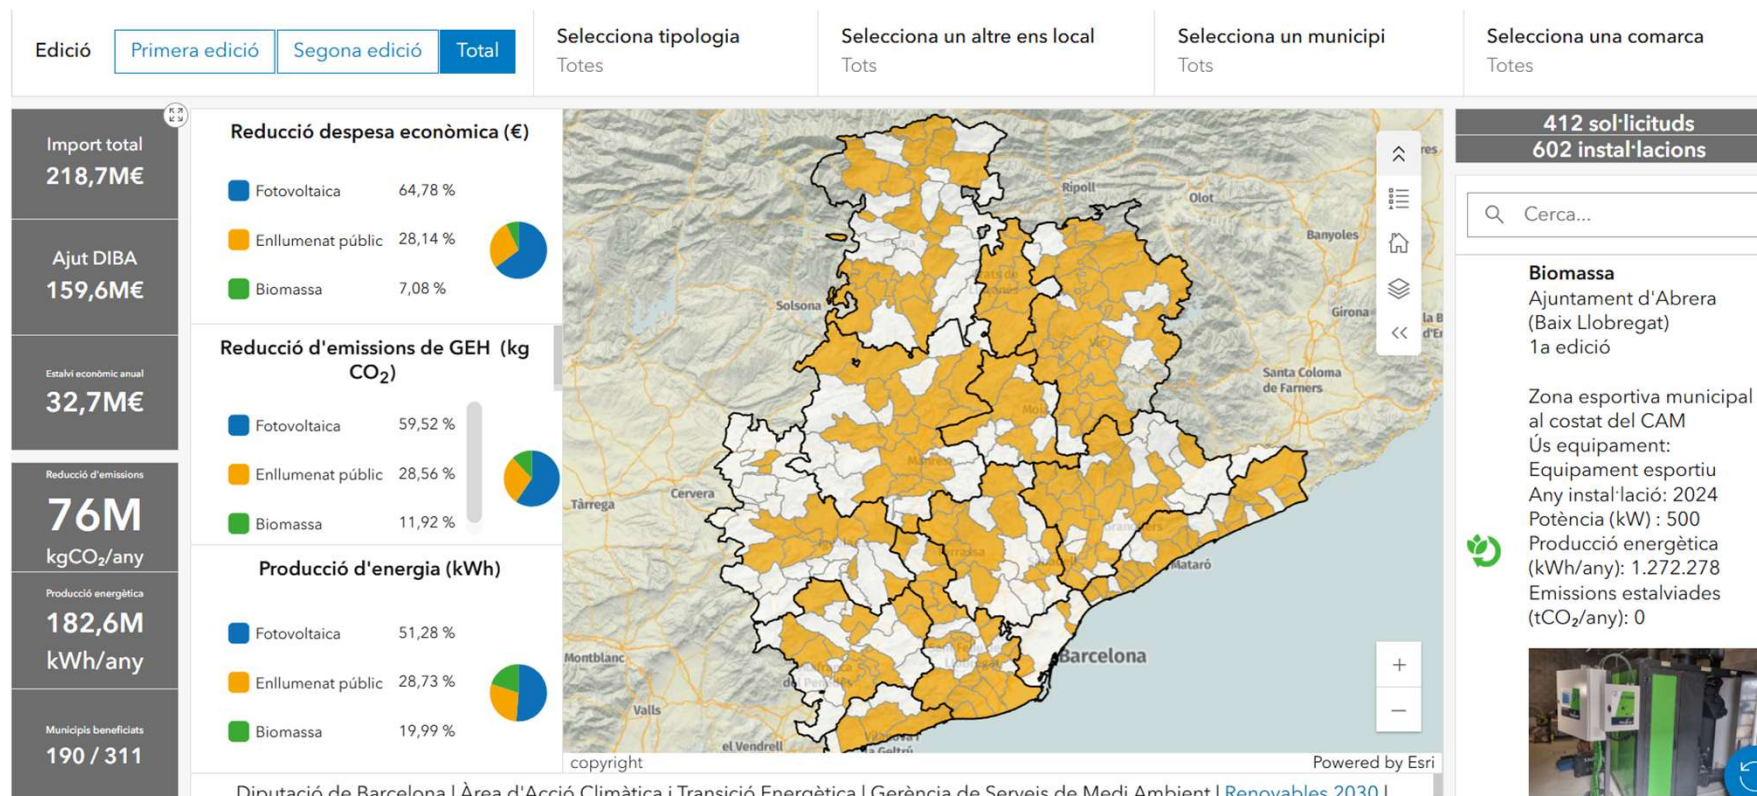 Edició
Primera edició
Segona edició
Total
Selecciona tipologia
Totes
Selecciona un altre ens local
Tots
Selecciona un municipi
Tots
Selecciona una comarca
Totes
Import total
218,7M€
Ajut DIBA
159,6M€
Estalvi econòmic anual
32,7M€
Reducció d'emissions
76M
kgCO₂/any
Producció energètica
182,6M
kWh/any
Municipis beneficiats
190 / 311
Reducció despesa econòmica (€)
Fotovoltaica 64,78 %
Enllumenat públic 28,14 %
Biomassa 7,08 %
Reducció d'emissions de GEH (kg
CO₂)
Fotovoltaica 59,52 %
Enllumenat públic 28,56 %
Biomassa 11,92 %
Producció d'energia (kWh)
Fotovoltaica 51,28 %
Enllumenat públic 28,73 %
Biomassa 19,99 %
Ripoll
Olot
Banyoles
Solsona
Girona
Vic
Santa Coloma
de Farners
Manresa
Cervera
Tàrrega
Mataró
Montblanc
Barcelona
Valls
el Vendrell
copyright
Powered by Esri
412 sol·licituds
602 instal·lacions
Cerca...
Biomassa
Ajuntament d'Abrera
(Baix Llobregat)
1a edició
Zona esportiva municipal
al costat del CAM
Ús equipament:
Equipament esportiu
Any instal·lació: 2024
Potència (kW) : 500
Producció energètica
(kWh/any): 1.272.278
Emissions estalviades
(tCO₂/any): 0
Diputació de Barcelona | Àrea d'Acció Climàtica i Transició Energètica | Gerència de Serveis de Medi Ambient | Renovables 2030 |